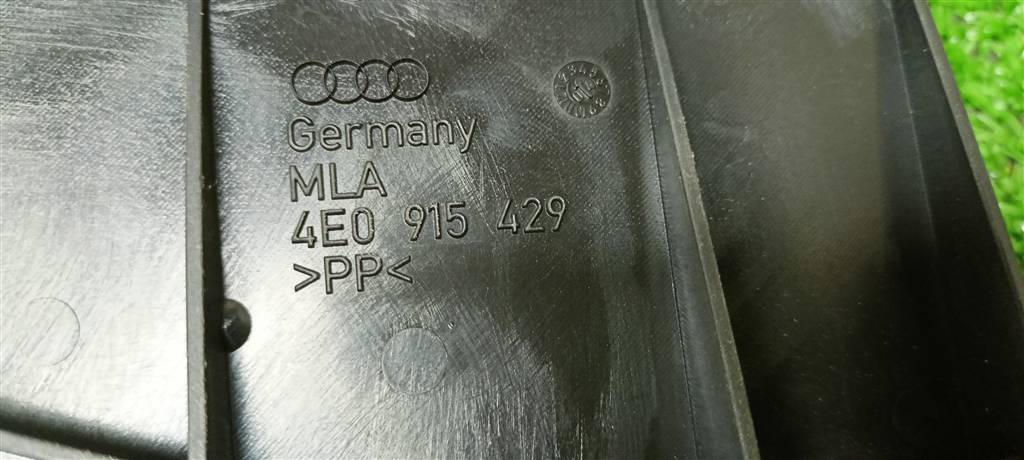 Germany
MLA
4E0 915 429
>PP<